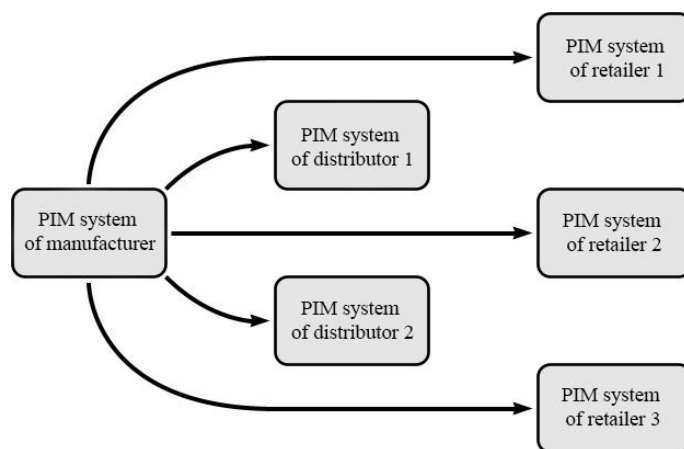 PIM system
of retailer 1
PIM system
of distributor 1
PIM system
of manufacturer
PIM system
of retailer 2
PIM system
of distributor 2
PIM system
of retailer 3